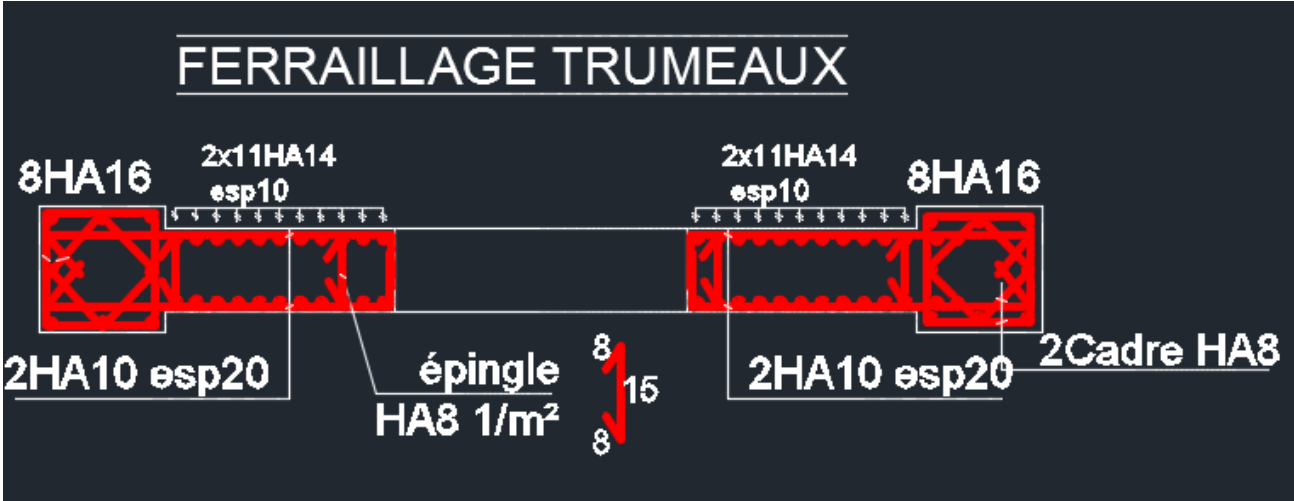 FERRAILLAGE TRUMEAUX
2x11HA14
esp10
8HA16
2x11HA14
esp10
8HA16
2HA10 esp20
épingle
HA8 1/m²
8
15
8
2HA10 esp20
2Cadre HA8